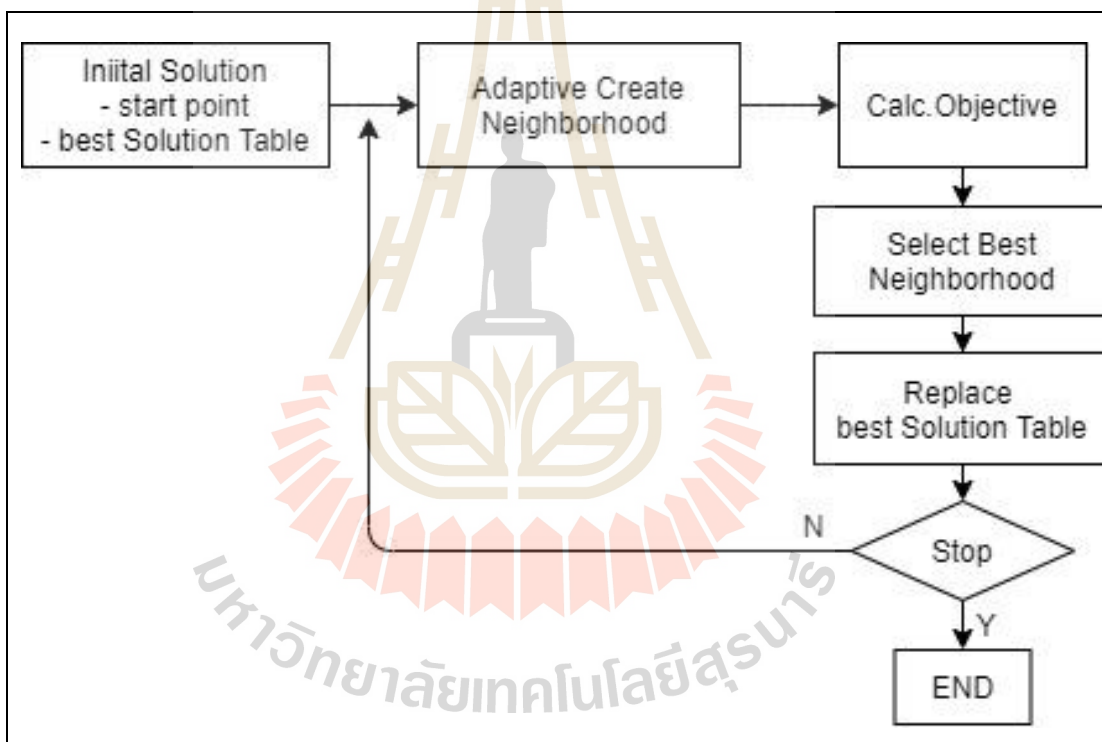 Iniital Solution
- start point
- best Solution Table
Adaptive Create
Neighborhood
Calc.Objective
Select Best
Neighborhood
Replace
best Solution Table
Stop
N
Y
END
มหาวิทยาลัยเทคโนโลยีสุรนารี